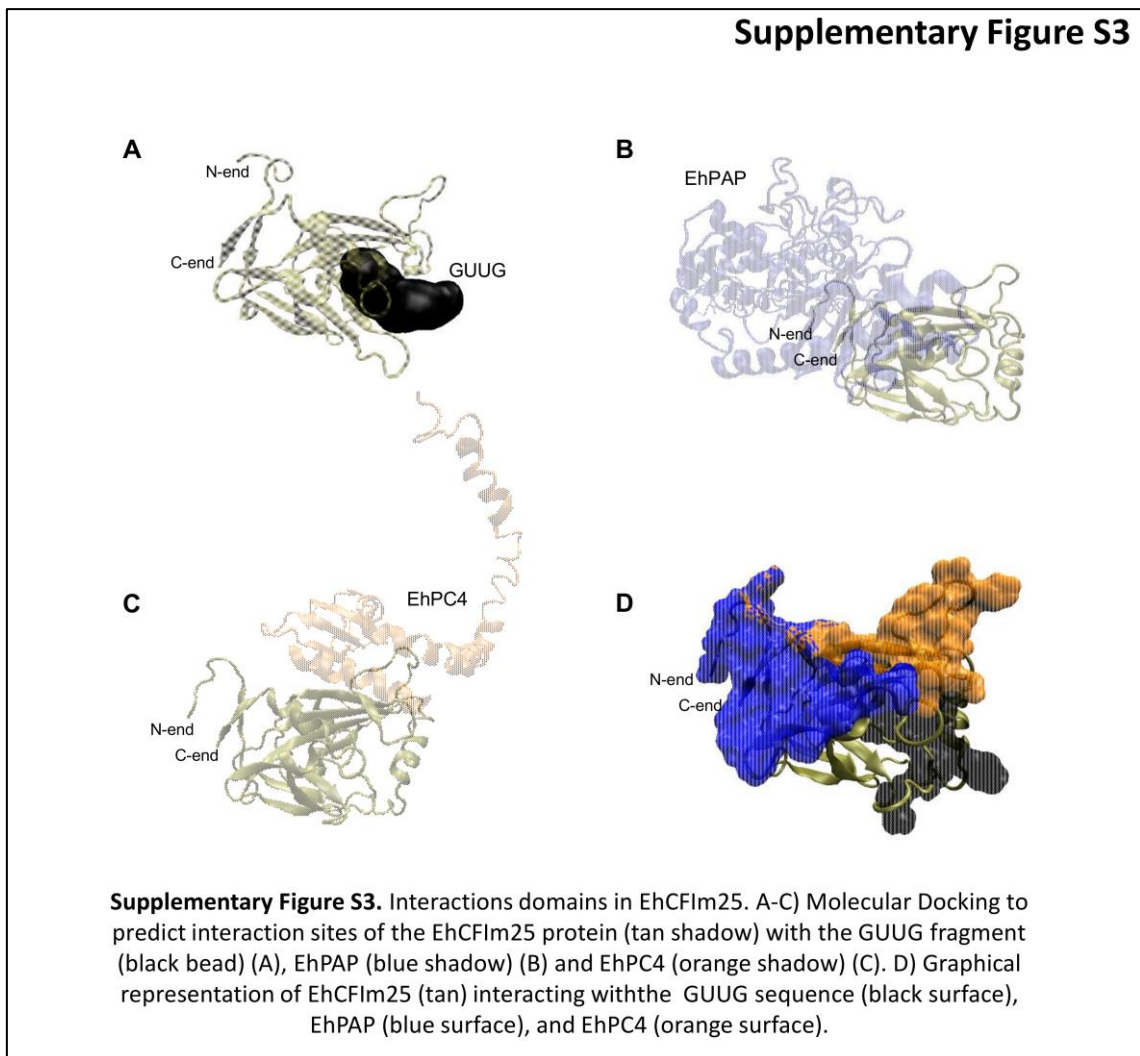 Supplementary Figure S3
A
N-end
C-end
GUUG
B
EhPAP
N-end
C-end
C
EhPC4
N-end
C-end
D
N-end
C-end
Supplementary Figure S3. Interactions domains in EhCFIm25. A-C) Molecular Docking to
predict interaction sites of the EhCFIm25 protein (tan shadow) with the GUUG fragment
(black bead) (A), EhPAP (blue shadow) (B) and EhPC4 (orange shadow) (C). D) Graphical
representation of EhCFIm25 (tan) interacting withthe  GUUG sequence (black surface),
EhPAP (blue surface), and EhPC4 (orange surface).